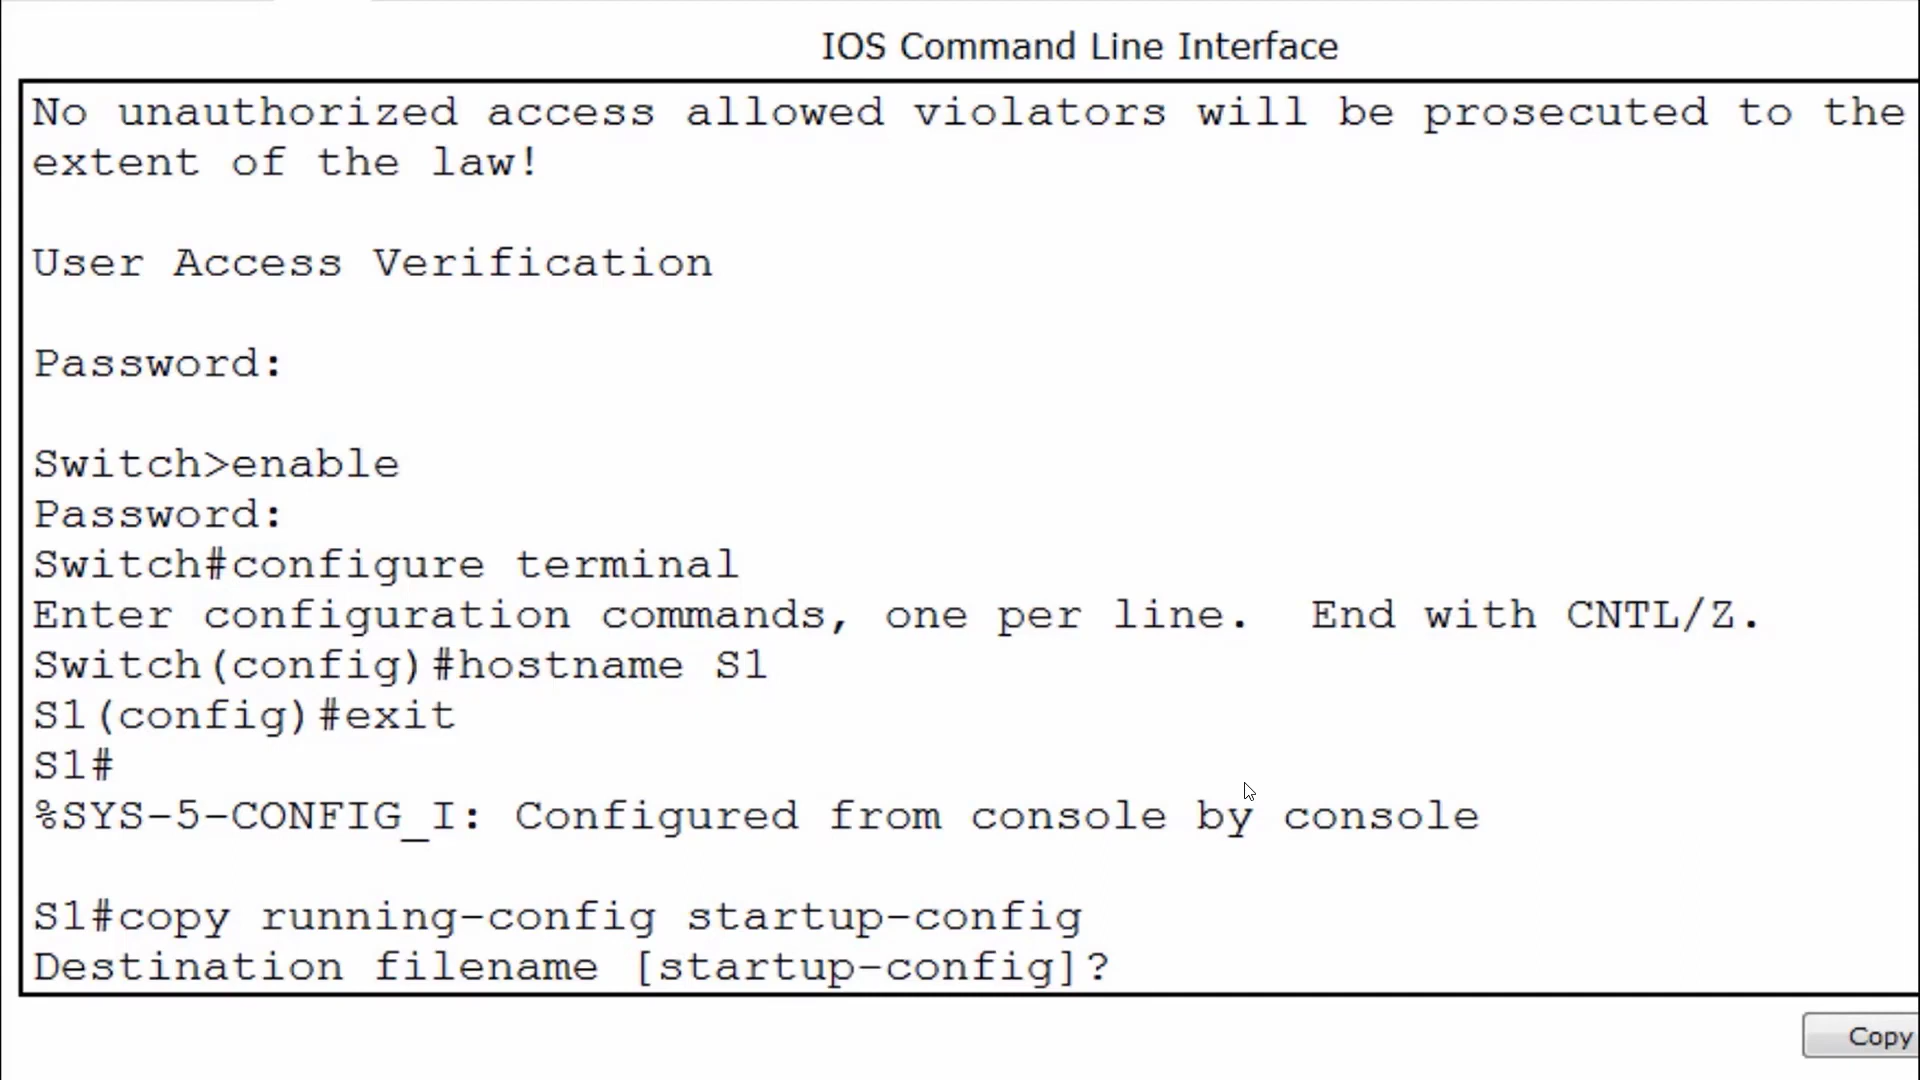 IOS Command Line Interface
No unauthorized access allowed violators will be prosecuted to the
extent of the law!
User Access Verification
Password:
Switch>enable
Password:
Switch#configure terminal
Enter configuration commands, one per line.  End with CNTL/Z.
Switch(config)#hostname S1
S1(config)#exit
S1#
%SYS-5-CONFIG_I: Configured from console by console
S1#copy running-config startup-config
Destination filename [startup-config]?
Copy